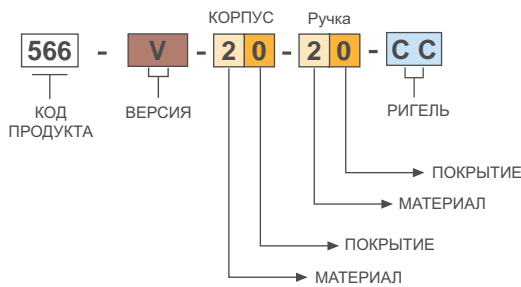 КОРПУС Ручка
566 - V - 2 0 - 2 0 - C C
КОД ПРОДУКТА
ВЕРСИЯ
РИГЕЛЬ
ПОКРЫТИЕ
МАТЕРИАЛ
ПОКРЫТИЕ
МАТЕРИАЛ